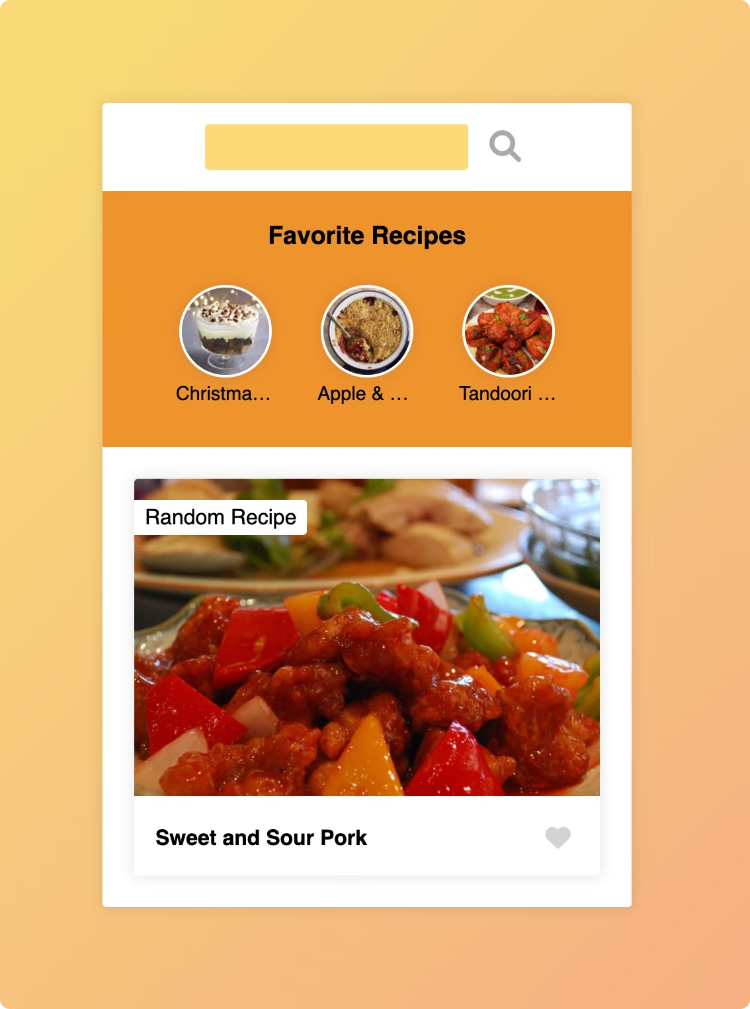 Favorite Recipes
Christma…
Apple & …
Tandoori …
Random Recipe
Sweet and Sour Pork